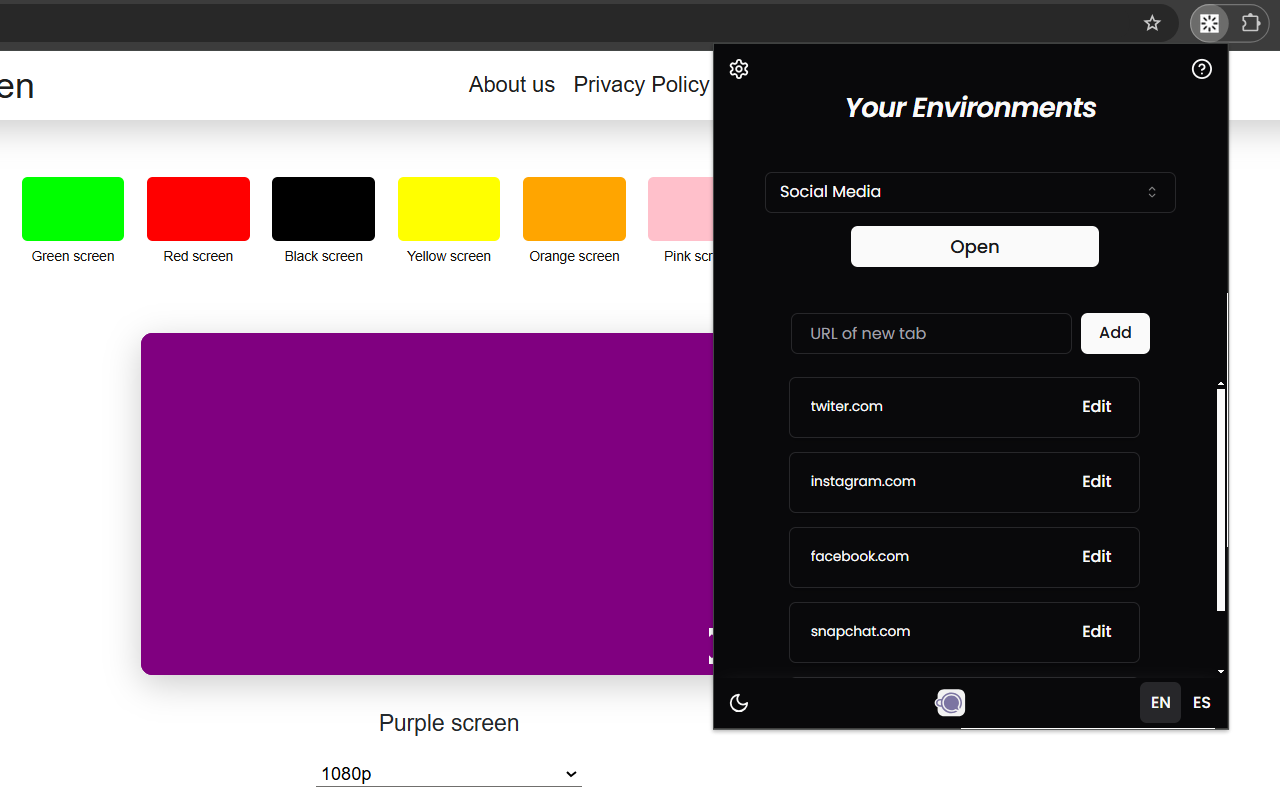 en
About us Privacy Policy
Your Environments
Social Media
Open
Green screen
Red screen
Black screen
Yellow screen
Orange screen
Pink scr
URL of new tab
Add
twiter.com Edit
instagram.com Edit
facebook.com Edit
snapchat.com Edit
EN ES
Purple screen
1080p